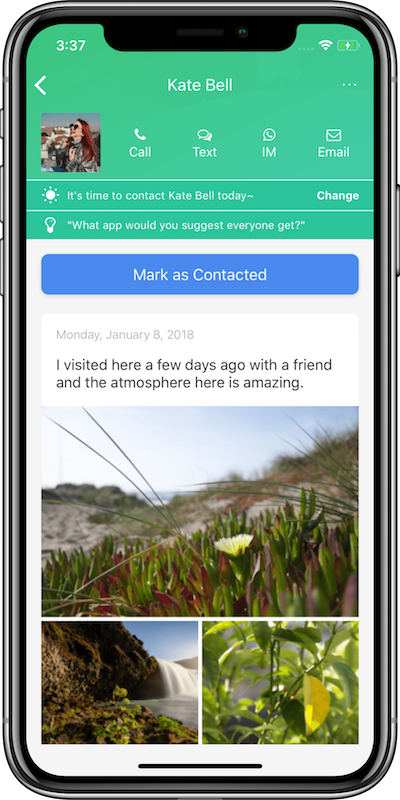 3:37
Kate Bell
Call
Text
IM
Email
It's time to contact Kate Bell today~
Change
"What app would you suggest everyone get?"
Mark as Contacted
Monday, January 8, 2018
I visited here a few days ago with a friend
and the atmosphere here is amazing.